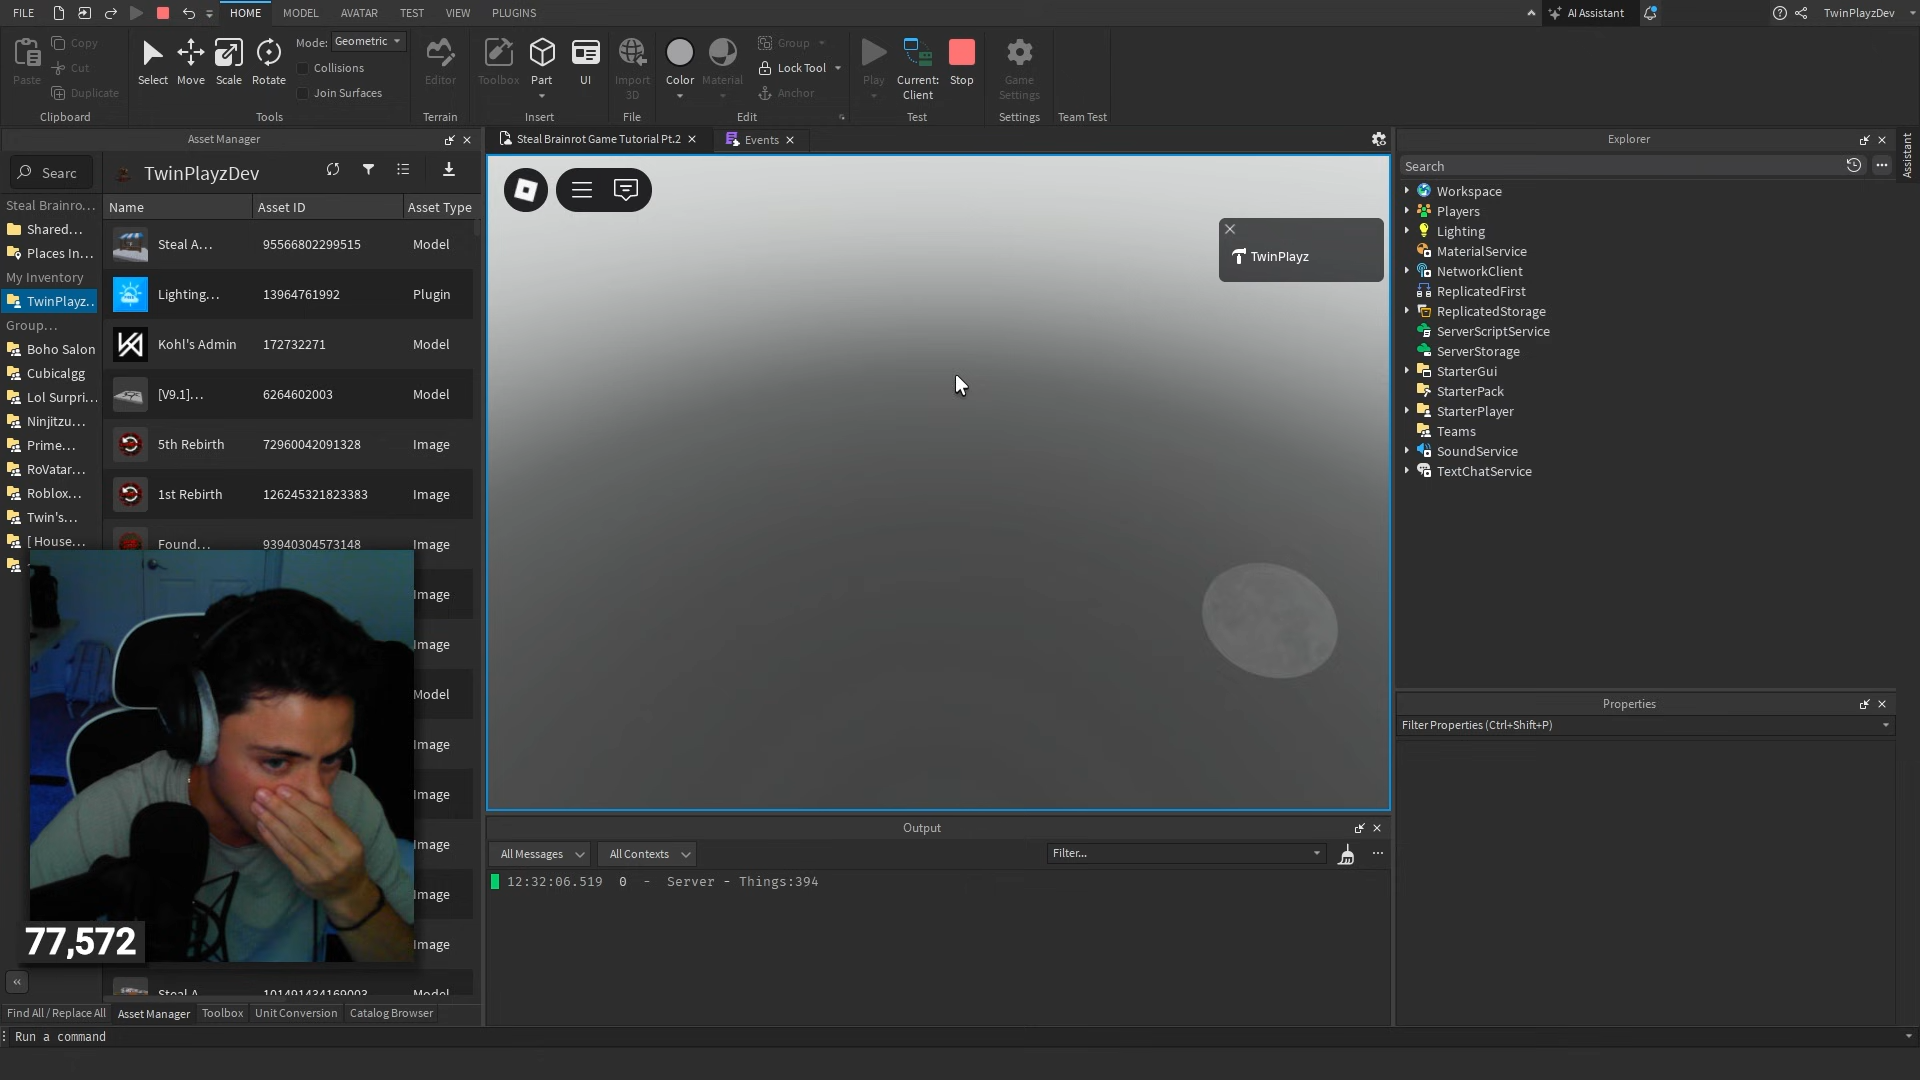 FILE HOME MODEL AVATAR TEST VIEW PLUGINS AI Assistant TwinPlayzDev
Paste Copy Cut Duplicate Clipboard
Select Move Scale Rotate Mode: Geometric Collisions Join Surfaces Tools
Editor Terrain
Toolbox Part UI Insert
Import 3D File
Color Material Group Lock Tool Anchor Edit
Play Current: Client Stop Test
Game Settings Settings
Team Test
Asset Manager
Searc
TwinPlayzDev
Steal Brainro...
Shared...
Places In...
My Inventory
TwinPlayz..
Group...
Boho Salon
Cubicalgg
Lol Surpri...
Ninjitzu...
Prime...
RoVatar...
Roblox...
Twin's...
[ House...
Name Asset ID Asset Type
Steal A... 95566802299515 Model
Lighting... 13964761992 Plugin
Kohl's Admin 172732271 Model
[V9.1]... 6264602003 Model
5th Rebirth 72960042091328 Image
1st Rebirth 126245321823383 Image
Found... 93940304573148 Image
Image
Image
Model
Image
Image
Image
Image
Image
Steal A... 101491434169003 Model
77,572
Find All / Replace All Asset Manager Toolbox Unit Conversion Catalog Browser
Run a command
Steal Brainrot Game Tutorial Pt.2 Events
TwinPlayz
Output
All Messages All Contexts Filter...
12:32:06.519 0 - Server - Things:394
Explorer
Search
Workspace
Players
Lighting
MaterialService
NetworkClient
ReplicatedFirst
ReplicatedStorage
ServerScriptService
ServerStorage
StarterGui
StarterPack
StarterPlayer
Teams
SoundService
TextChatService
Properties
Filter Properties (Ctrl+Shift+P)
Assistant